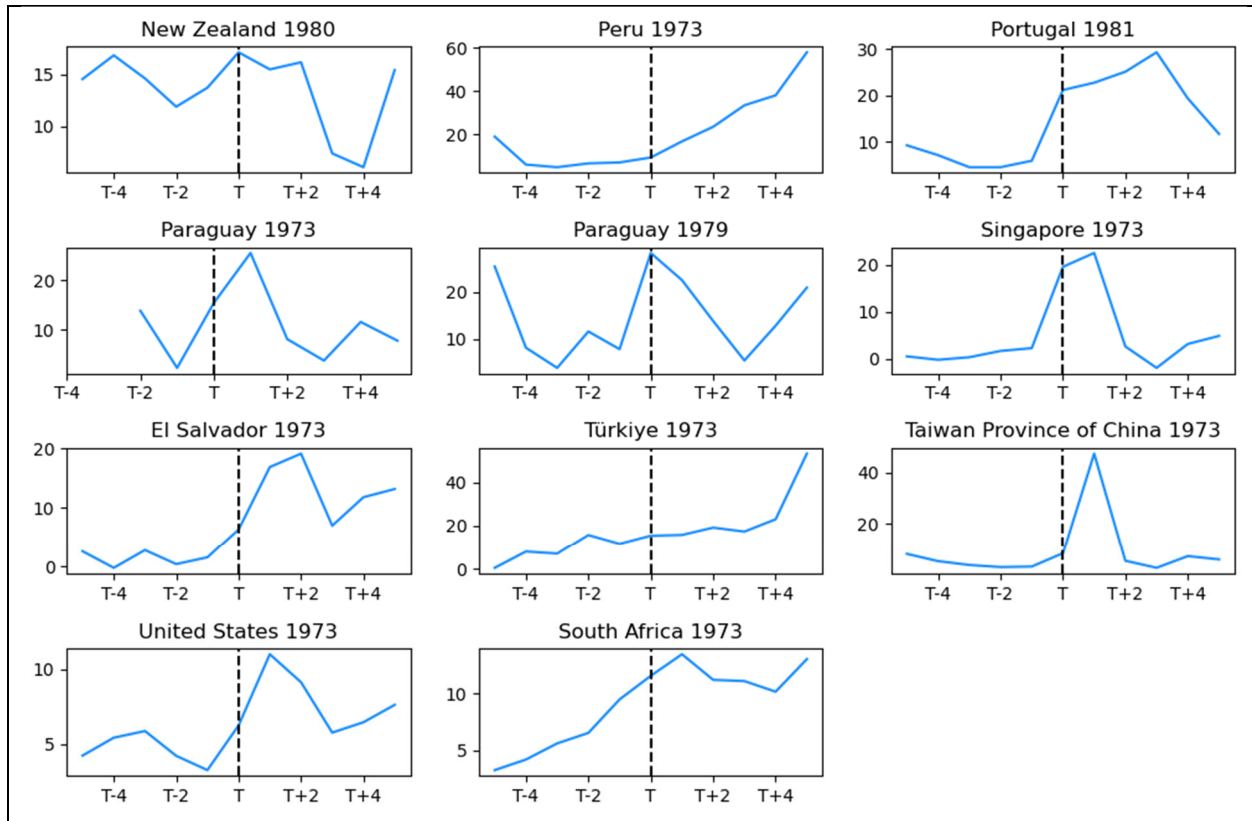 New Zealand 1980
15
10
T-4 T-2 T T+2 T+4
Peru 1973
60
40
20
T-4 T-2 T T+2 T+4
Portugal 1981
30
20
10
T-4 T-2 T T+2 T+4
Paraguay 1973
20
10
T-4 T-2 T T+2 T+4
Paraguay 1979
20
10
T-4 T-2 T T+2 T+4
Singapore 1973
20
10
0
T-4 T-2 T T+2 T+4
El Salvador 1973
20
10
0
T-4 T-2 T T+2 T+4
Türkiye 1973
40
20
0
T-4 T-2 T T+2 T+4
Taiwan Province of China 1973
40
20
T-4 T-2 T T+2 T+4
United States 1973
10
5
T-4 T-2 T T+2 T+4
South Africa 1973
10
5
T-4 T-2 T T+2 T+4